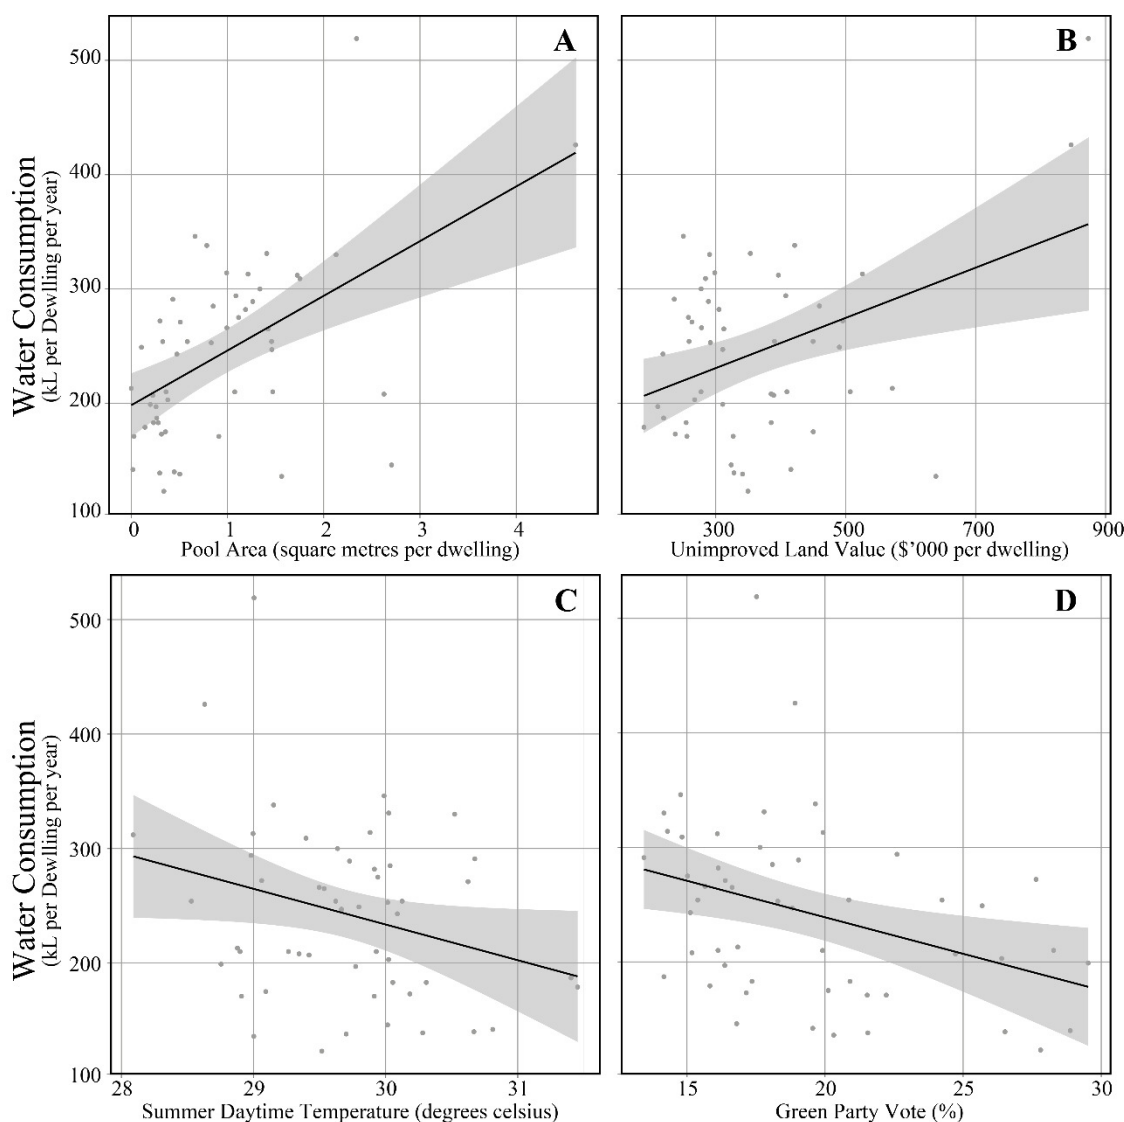 A
B
500
400
300
200
100
Water Consumption
(kL per Dewlling per year)
0 1 2 3 4
Pool Area (square metres per dwelling)
300 500 700 900
Unimproved Land Value ($'000 per dwelling)
C
D
500
400
300
200
100
Water Consumption
(kL per Dewlling per year)
28 29 30 31
Summer Daytime Temperature (degrees celsius)
15 20 25 30
Green Party Vote (%)